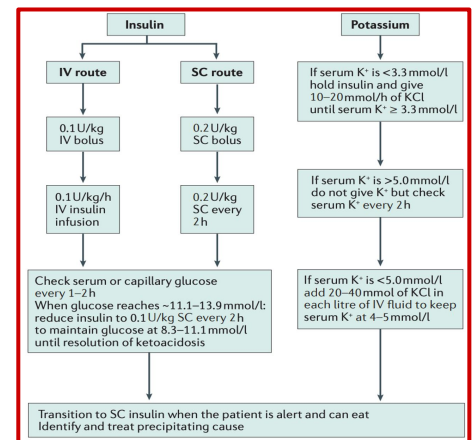 Insulin
Potassium
IV route
SC route
If serum K⁺ is <3.3 mmol/l
hold insulin and give
10–20 mmol/h of KCl
until serum K⁺ ≥ 3.3 mmol/l
0.1 U/kg
IV bolus
0.2 U/kg
SC bolus
If serum K⁺ is >5.0 mmol/l
do not give K⁺ but check
serum K⁺ every 2 h
0.1 U/kg/h
IV insulin
infusion
0.2 U/kg
SC every
2 h
Check serum or capillary glucose
every 1–2 h
When glucose reaches ~11.1–13.9 mmol/l:
reduce insulin to 0.1 U/kg SC every 2 h
to maintain glucose at 8.3–11.1 mmol/l
until resolution of ketoacidosis
If serum K⁺ is <5.0 mmol/l
add 20–40 mmol of KCl in
each litre of IV fluid to keep
serum K⁺ at 4–5 mmol/l
Transition to SC insulin when the patient is alert and can eat
Identify and treat precipitating cause